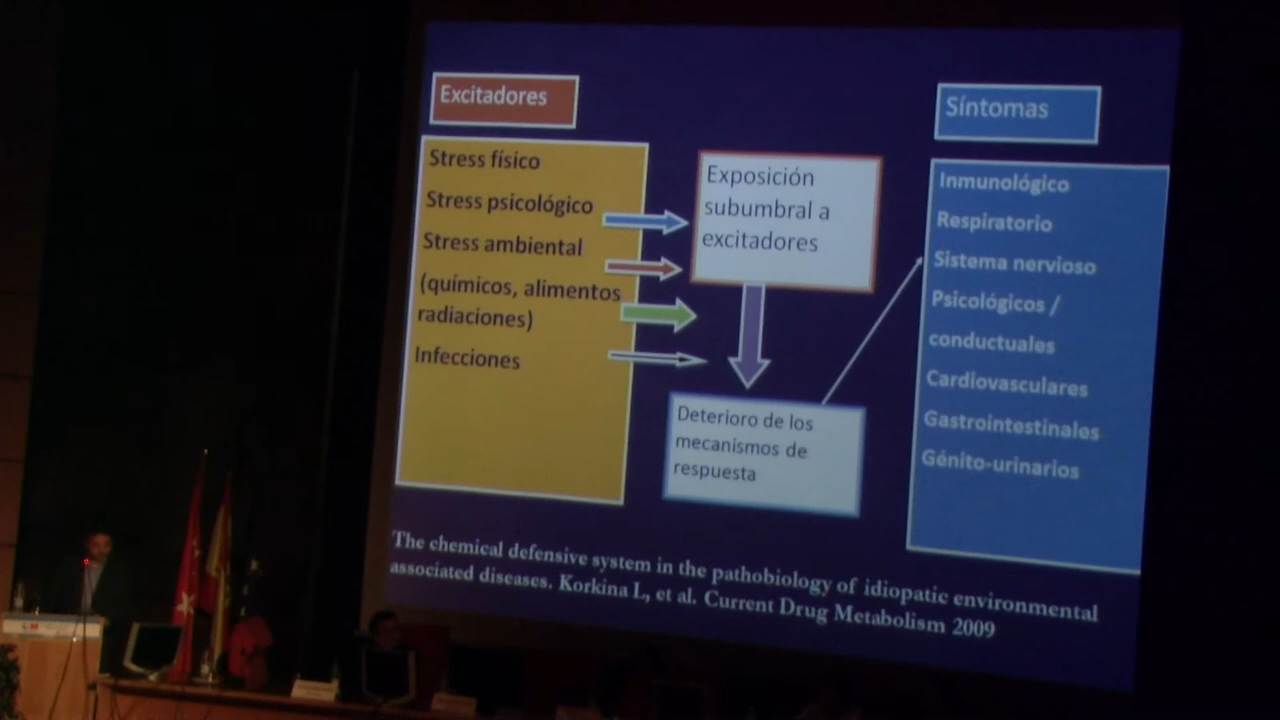 Excitadores
Stress físico
Stress psicológico
Stress ambiental
(químicos, alimentos
radiaciones)
Infecciones
Exposición
subumbral a
excitadores
Deterioro de los
mecanismos de
respuesta
Síntomas
Inmunológico
Respiratorio
Sistema nervioso
Psicológicos /
conductuales
Cardiovasculares
Gastrointestinales
Génito-urinarios
The chemical defensive system in the pathobiology of idiopatic environmental
associated diseases. Korkina L, et al. Current Drug Metabolism 2009